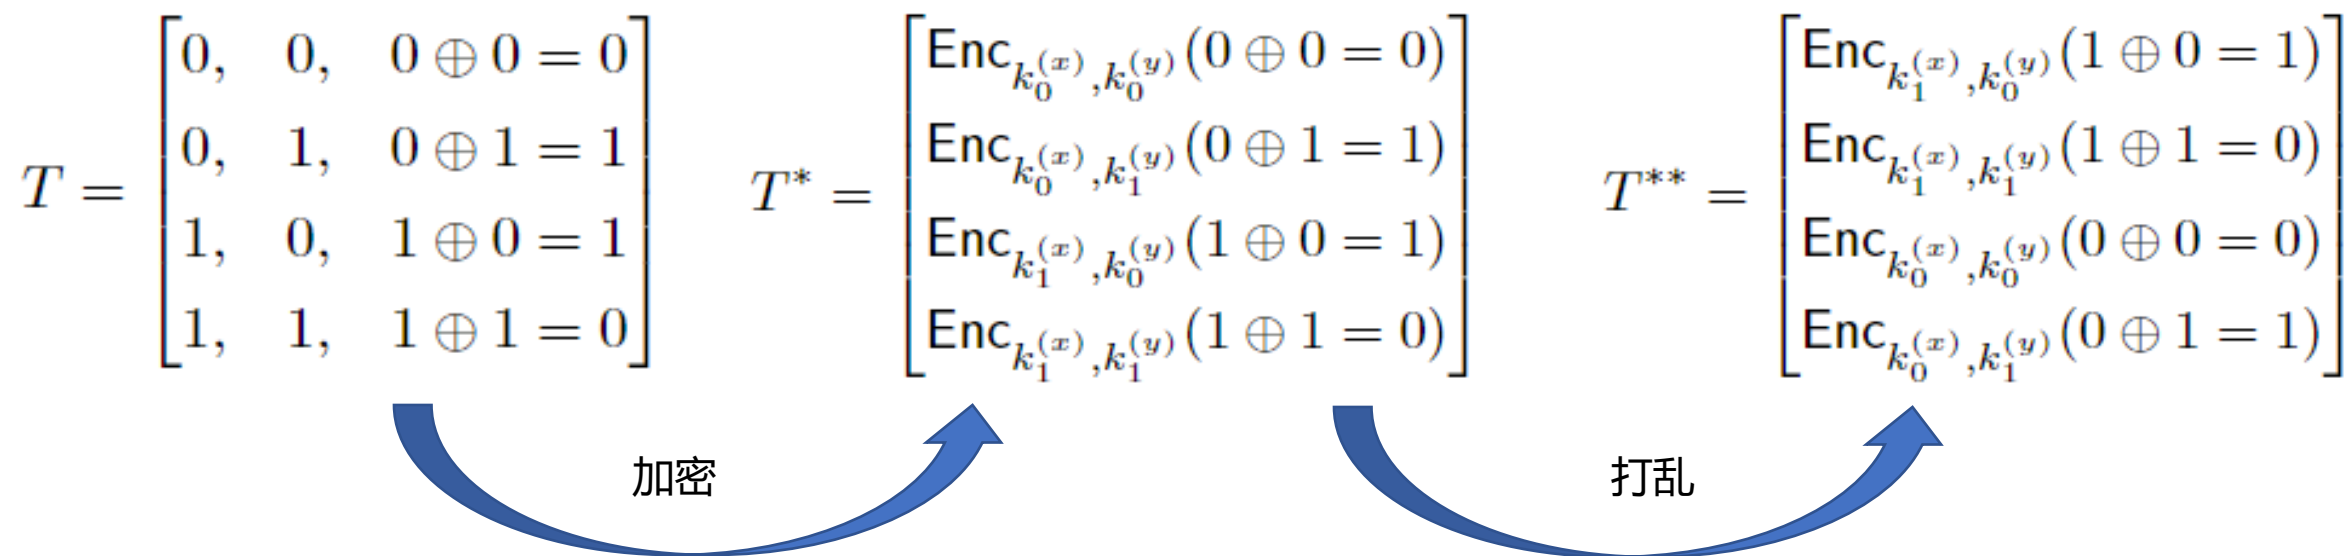 T = [0, 0, 0 ⊕ 0 = 0
0, 1, 0 ⊕ 1 = 1
1, 0, 1 ⊕ 0 = 1
1, 1, 1 ⊕ 1 = 0]
T* = [Enc_{k_0^{(x)},k_0^{(y)}}(0 ⊕ 0 = 0)
Enc_{k_0^{(x)},k_1^{(y)}}(0 ⊕ 1 = 1)
Enc_{k_1^{(x)},k_0^{(y)}}(1 ⊕ 0 = 1)
Enc_{k_1^{(x)},k_1^{(y)}}(1 ⊕ 1 = 0)]
T** = [Enc_{k_1^{(x)},k_0^{(y)}}(1 ⊕ 0 = 1)
Enc_{k_1^{(x)},k_1^{(y)}}(1 ⊕ 1 = 0)
Enc_{k_0^{(x)},k_0^{(y)}}(0 ⊕ 0 = 0)
Enc_{k_0^{(x)},k_1^{(y)}}(0 ⊕ 1 = 1)]
加密
打乱